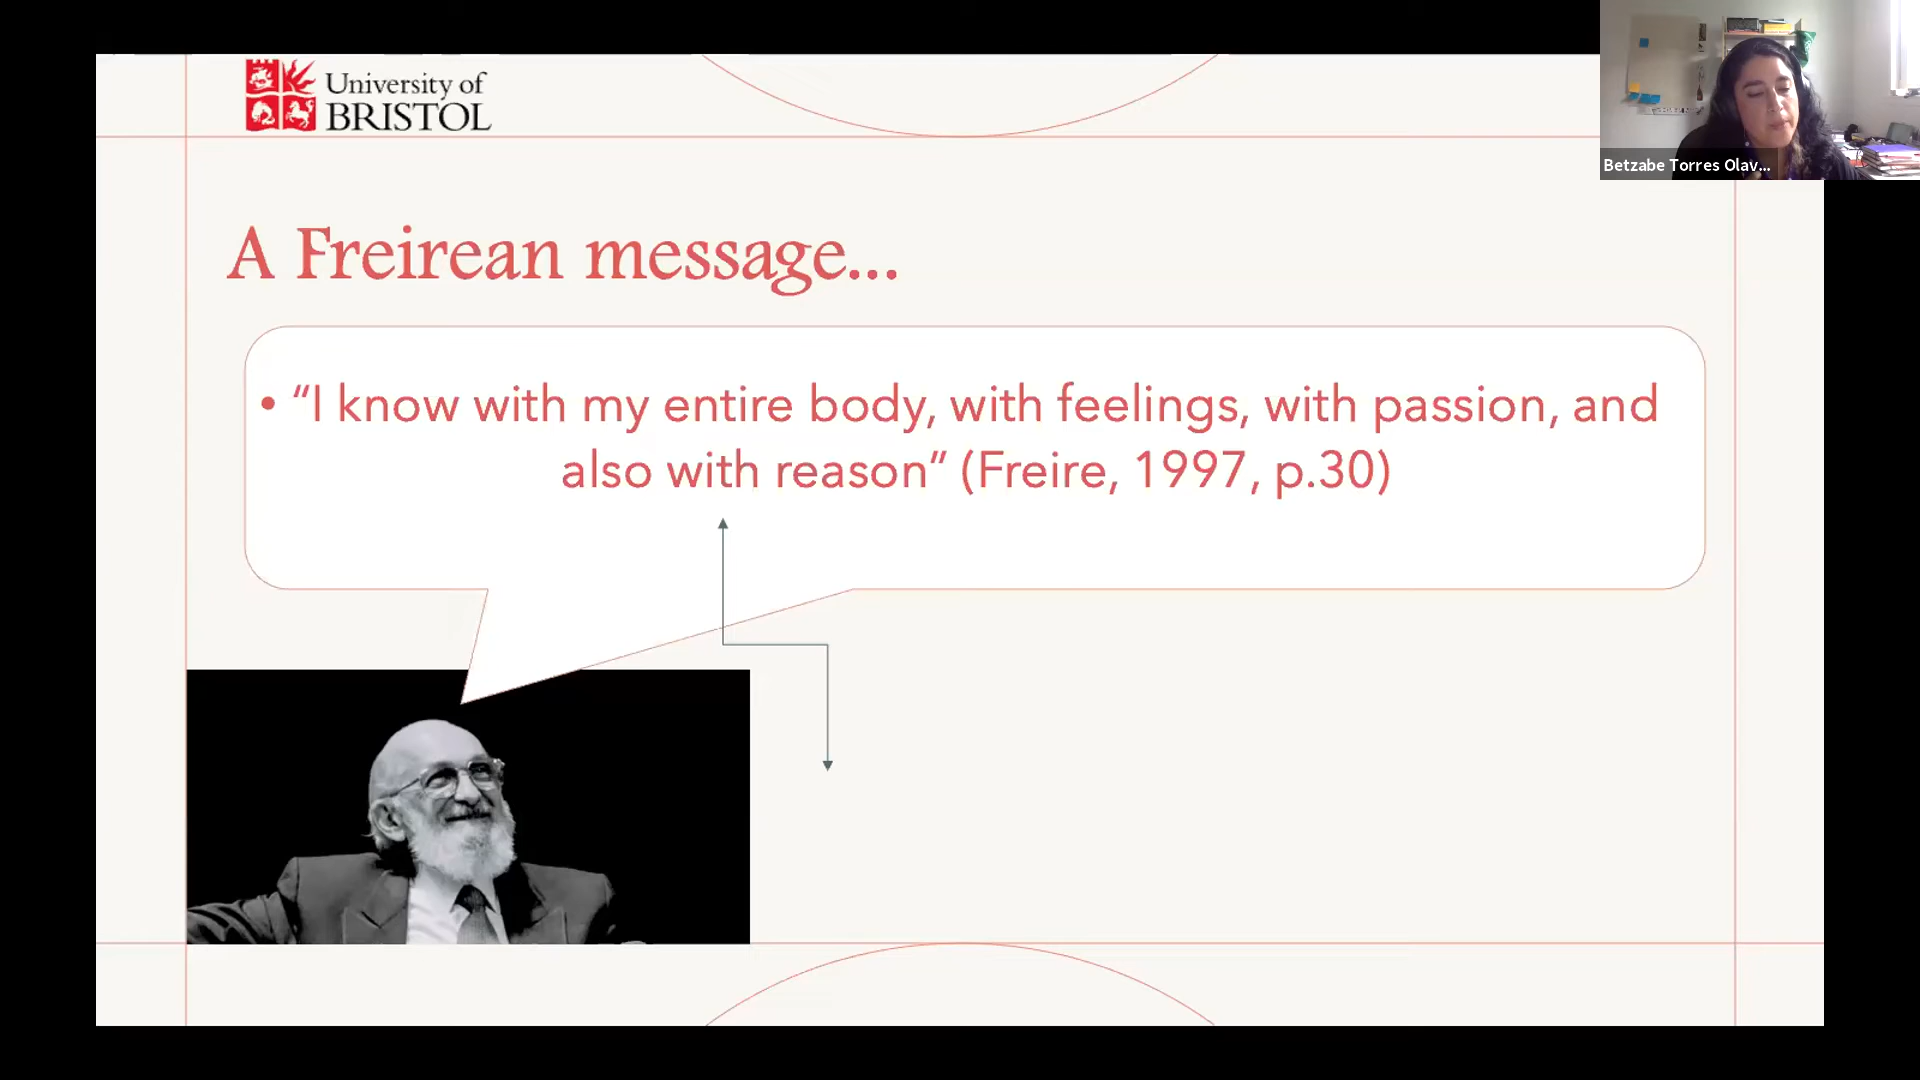 University of
BRISTOL
Betzabe Torres Olav...
A Freirean message...
• “I know with my entire body, with feelings, with passion, and
also with reason” (Freire, 1997, p.30)